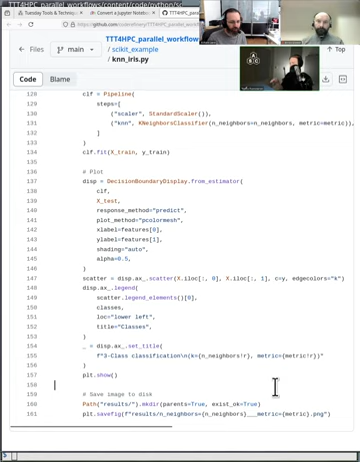 TTT4HPC_parallel_workflows/content/code/python/sc
Tuesday Tools & Techniques
Convert a Jupyter Notebook
TTT4HPC_parallel
https://github.com/coderefinery/TTT4HPC_parallel_w
TTT4HPC_parallel_workflow
Files
main
/ scikit_example
/ knn_iris.py
Top
Code
Blame
128 clf = Pipeline(
129 steps=[
130 ("scaler", StandardScaler()),
131 ("knn", KNeighborsClassifier(n_neighbors=n_neighbors, metric=metric)),
132 ]
133 )
134 clf.fit(X_train, y_train)
135
136 # Plot
137 disp = DecisionBoundaryDisplay.from_estimator(
138 clf,
139 X_test,
140 response_method="predict",
141 plot_method="pcolormesh",
142 xlabel=features[0],
143 ylabel=features[1],
144 shading="auto",
145 alpha=0.5,
146 )
147 scatter = disp.ax_.scatter(X.iloc[:, 0], X.iloc[:, 1], c=y, edgecolors="k")
148 disp.ax_.legend(
149 scatter.legend_elements()[0],
150 classes,
151 loc="lower left",
152 title="Classes",
153 )
154 _ = disp.ax_.set_title(
155 f"3-Class classification\n(k={n_neighbors!r}, metric={metric!r})"
156 )
157 plt.show()
158
159 # Save image to disk
160 Path("results/").mkdir(parents=True, exist_ok=True)
161 plt.savefig(f"results/n_neighbors={n_neighbors}___metric={metric}.png")